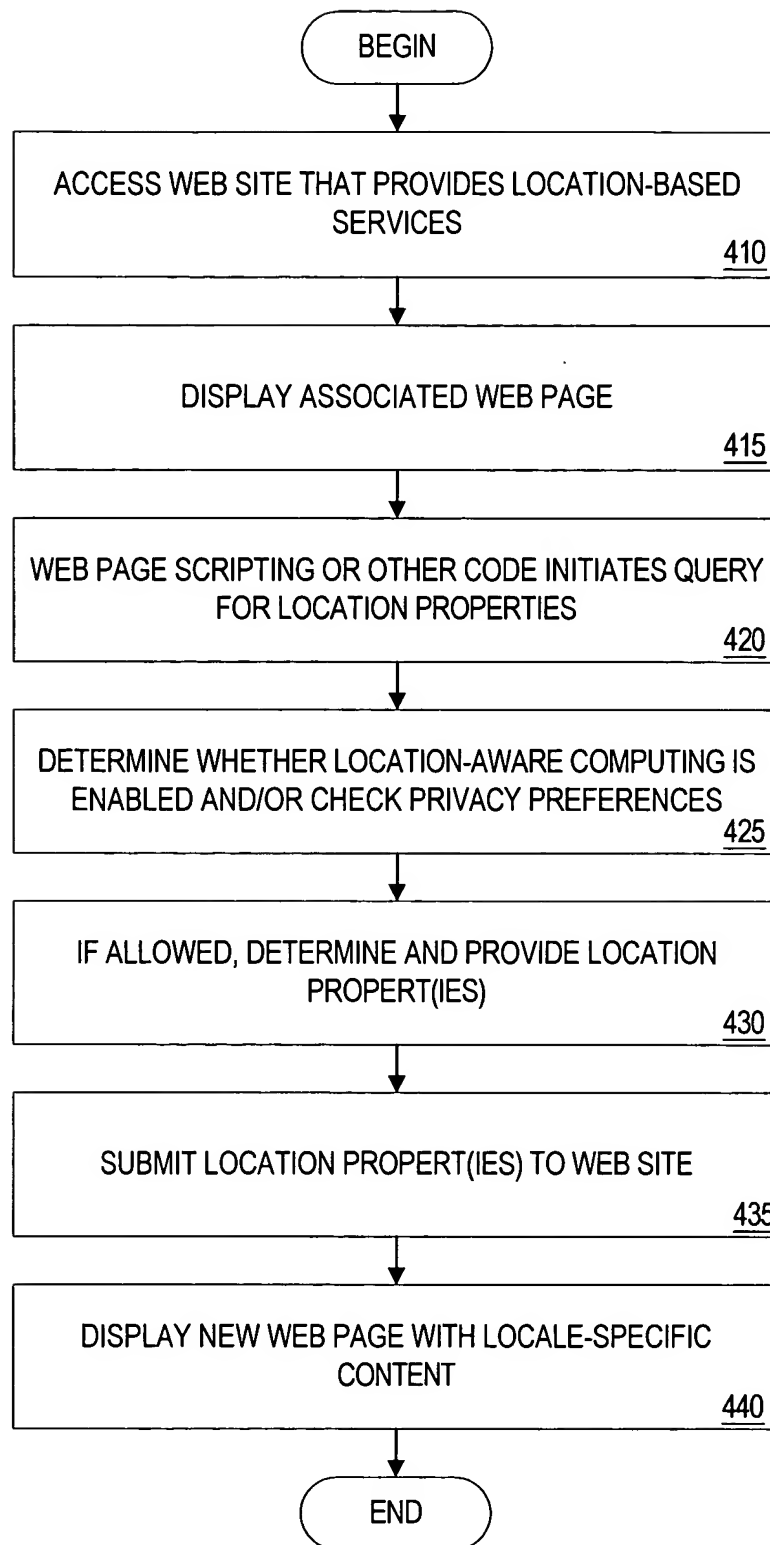 BEGIN
ACCESS WEB SITE THAT PROVIDES LOCATION-BASED
SERVICES
410
DISPLAY ASSOCIATED WEB PAGE
415
WEB PAGE SCRIPTING OR OTHER CODE INITIATES QUERY
FOR LOCATION PROPERTIES
420
DETERMINE WHETHER LOCATION-AWARE COMPUTING IS
ENABLED AND/OR CHECK PRIVACY PREFERENCES
425
IF ALLOWED, DETERMINE AND PROVIDE LOCATION
PROPERT(IES)
430
SUBMIT LOCATION PROPERT(IES) TO WEB SITE
435
DISPLAY NEW WEB PAGE WITH LOCALE-SPECIFIC
CONTENT
440
END